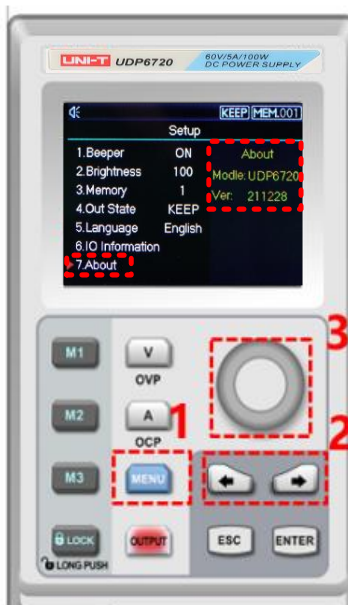 UNI-T UDP6720 60V/5A/100W
DC POWER SUPPLY
KEEP MEM.001
Setup
1.Beeper ON
2.Brightness 100
3.Memory 1
4.Out State KEEP
5.Language English
6.IO Information
7.About
About
Modle: UDP6720
Ver: 211228
M1
V
OVP
3
M2
A
OCP
1
2
M3
MENU
LOCK
OUTPUT
ESC
ENTER
LONG PUSH